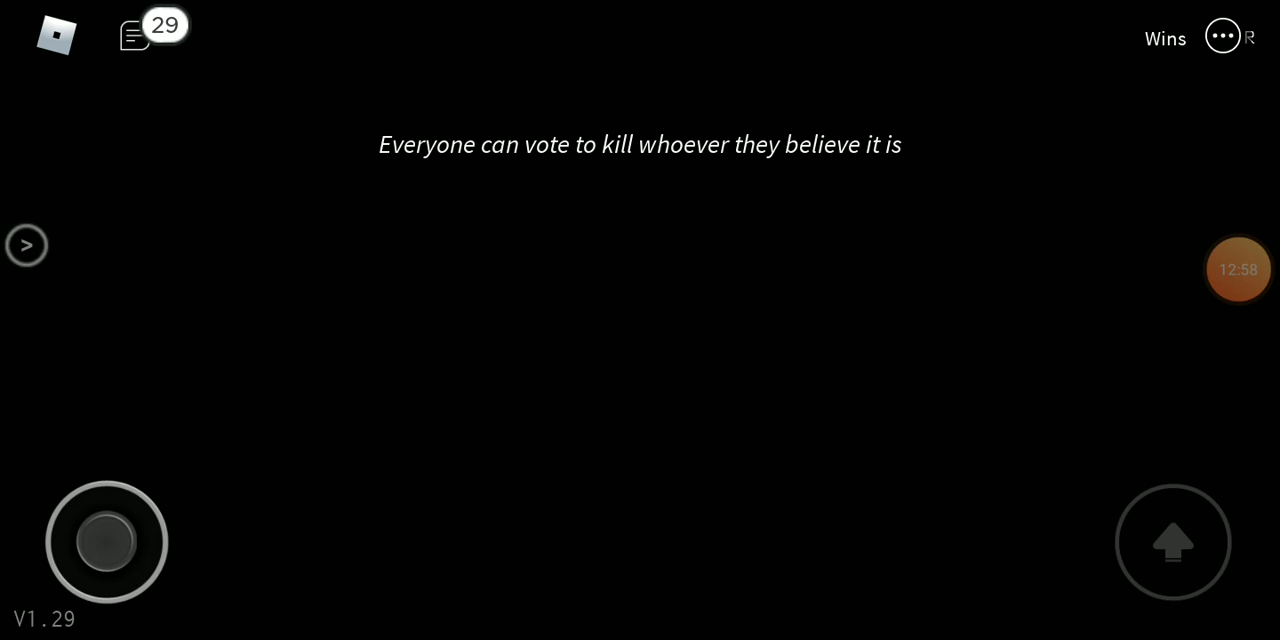 29
Wins
R
Everyone can vote to kill whoever they believe it is
>
12:58
V1.29